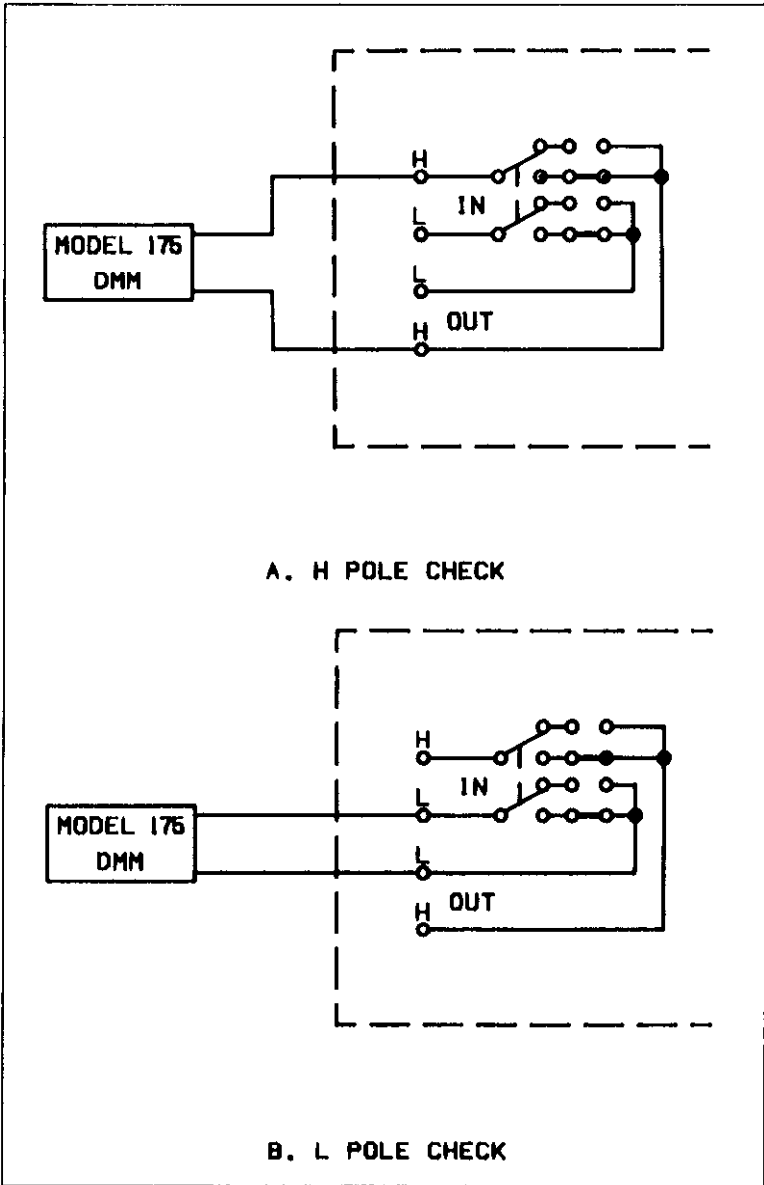 H
IN
L
MODEL 175
DMM
L
OUT
H
A. H POLE CHECK
H
IN
L
MODEL 175
DMM
L
OUT
H
B. L POLE CHECK